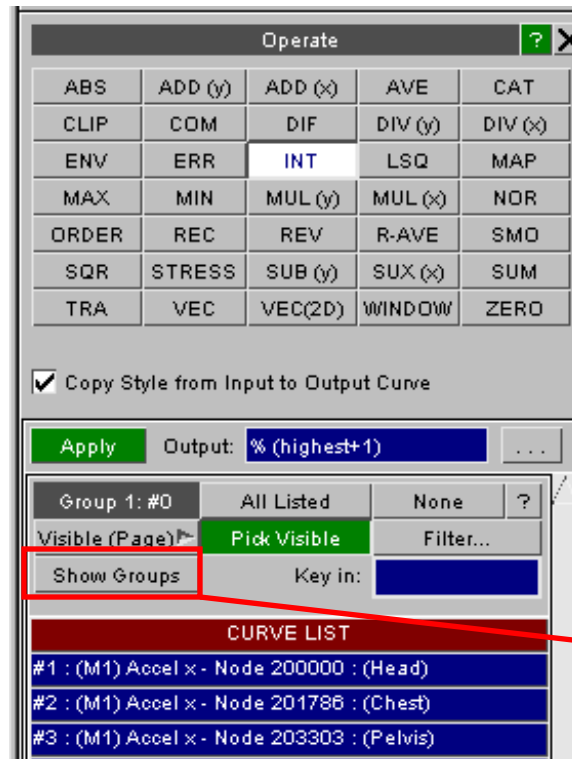 Operate ? X
ABS ADD (y) ADD (x) AVE CAT
CLIP COM DIF DIV (y) DIV (x)
ENV ERR INT LSQ MAP
MAX MIN MUL (y) MUL (x) NOR
ORDER REC REV R-AVE SMO
SQR STRESS SUB (y) SUX (x) SUM
TRA VEC VEC(2D) WINDOW ZERO
Copy Style from Input to Output Curve
Apply Output: % (highest+1) ...
Group 1: #0 All Listed None ?
Visible (Page) Pick Visible Filter...
Show Groups Key in:
CURVE LIST
#1 : (M1) Accel x - Node 200000 : (Head)
#2 : (M1) Accel x - Node 201786 : (Chest)
#3 : (M1) Accel x - Node 203303 : (Pelvis)